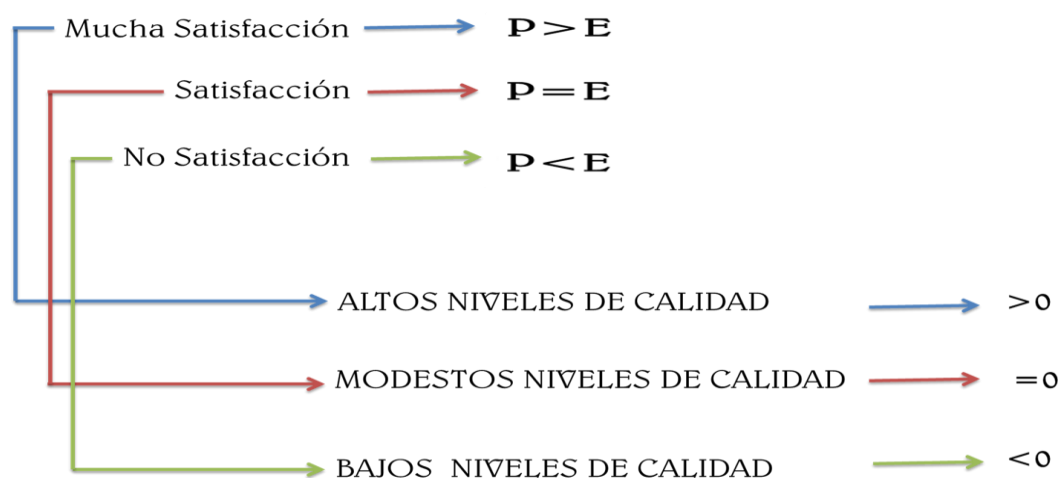 Mucha Satisfacción P > E
Satisfacción P = E
No Satisfacción P < E
ALTOS NIVELES DE CALIDAD >0
MODESTOS NIVELES DE CALIDAD =0
BAJOS NIVELES DE CALIDAD <0